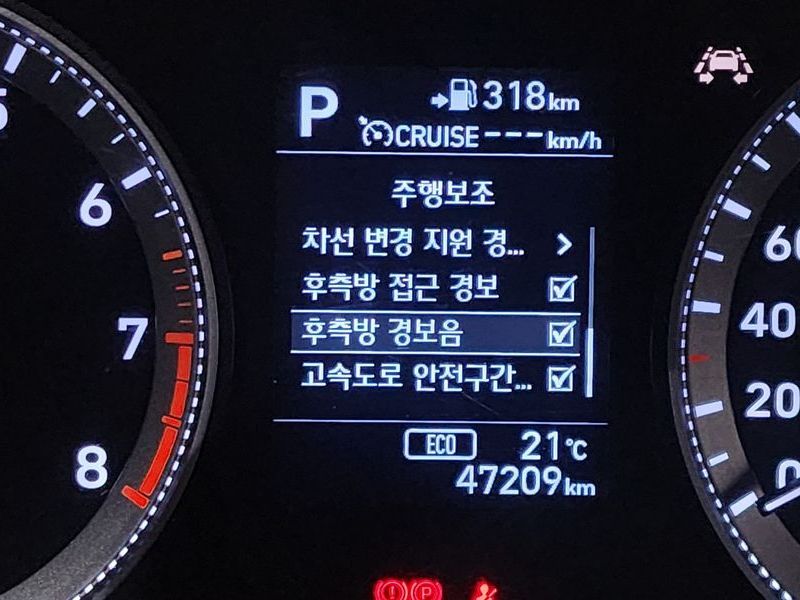 P
318km
CRUISE ---km/h
주행보조
차선 변경 지원 경...
후측방 접근 경보
후측방 경보음
고속도로 안전구간...
ECO 21℃
47209km
5
6
7
8
60
40
20
0
P